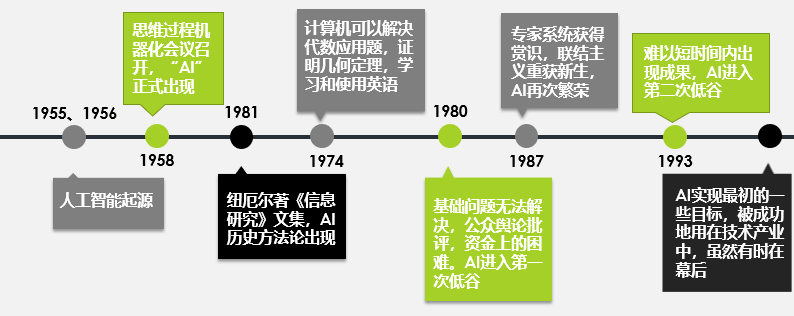 思维过程机
器化会议召
开，“AI”
正式出现
计算机可以解决
代数应用题，证
明几何定理，学
习和使用英语
专家系统获得
赏识，联结主
义重获新生，
AI再次繁荣
难以短时间内出
现成果，AI进入
第二次低谷
1955、1956
1981
1980
1958
1974
1987
1993
人工智能起源
纽厄尔著《信息
研究》文集，AI
历史方法论出现
基础问题无法解
决，公众舆论批
评，资金上的困
难。AI进入第一
次低谷
AI实现最初的一
些目标，被成功
地用在技术产业
中，虽然有时在
幕后